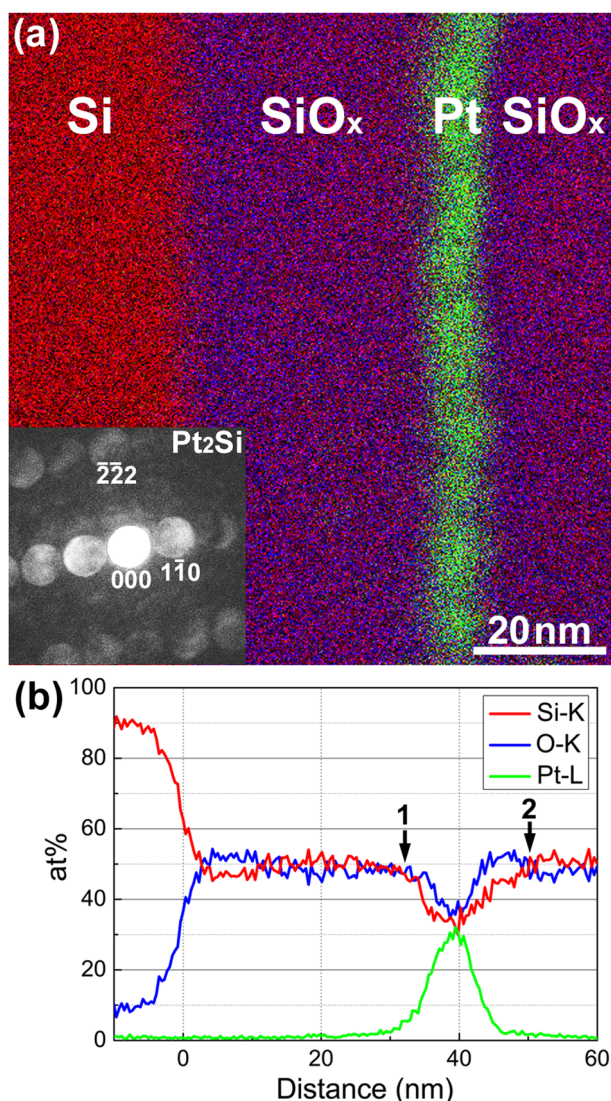 (a)
Si SiOₓ Pt SiOₓ
Pt₂Si
2̄2̄2
000 11̄0
20 nm
(b)
Si-K
O-K
Pt-L
1 2
100
80
60
40
20
0
at%
0 20 40 60
Distance (nm)